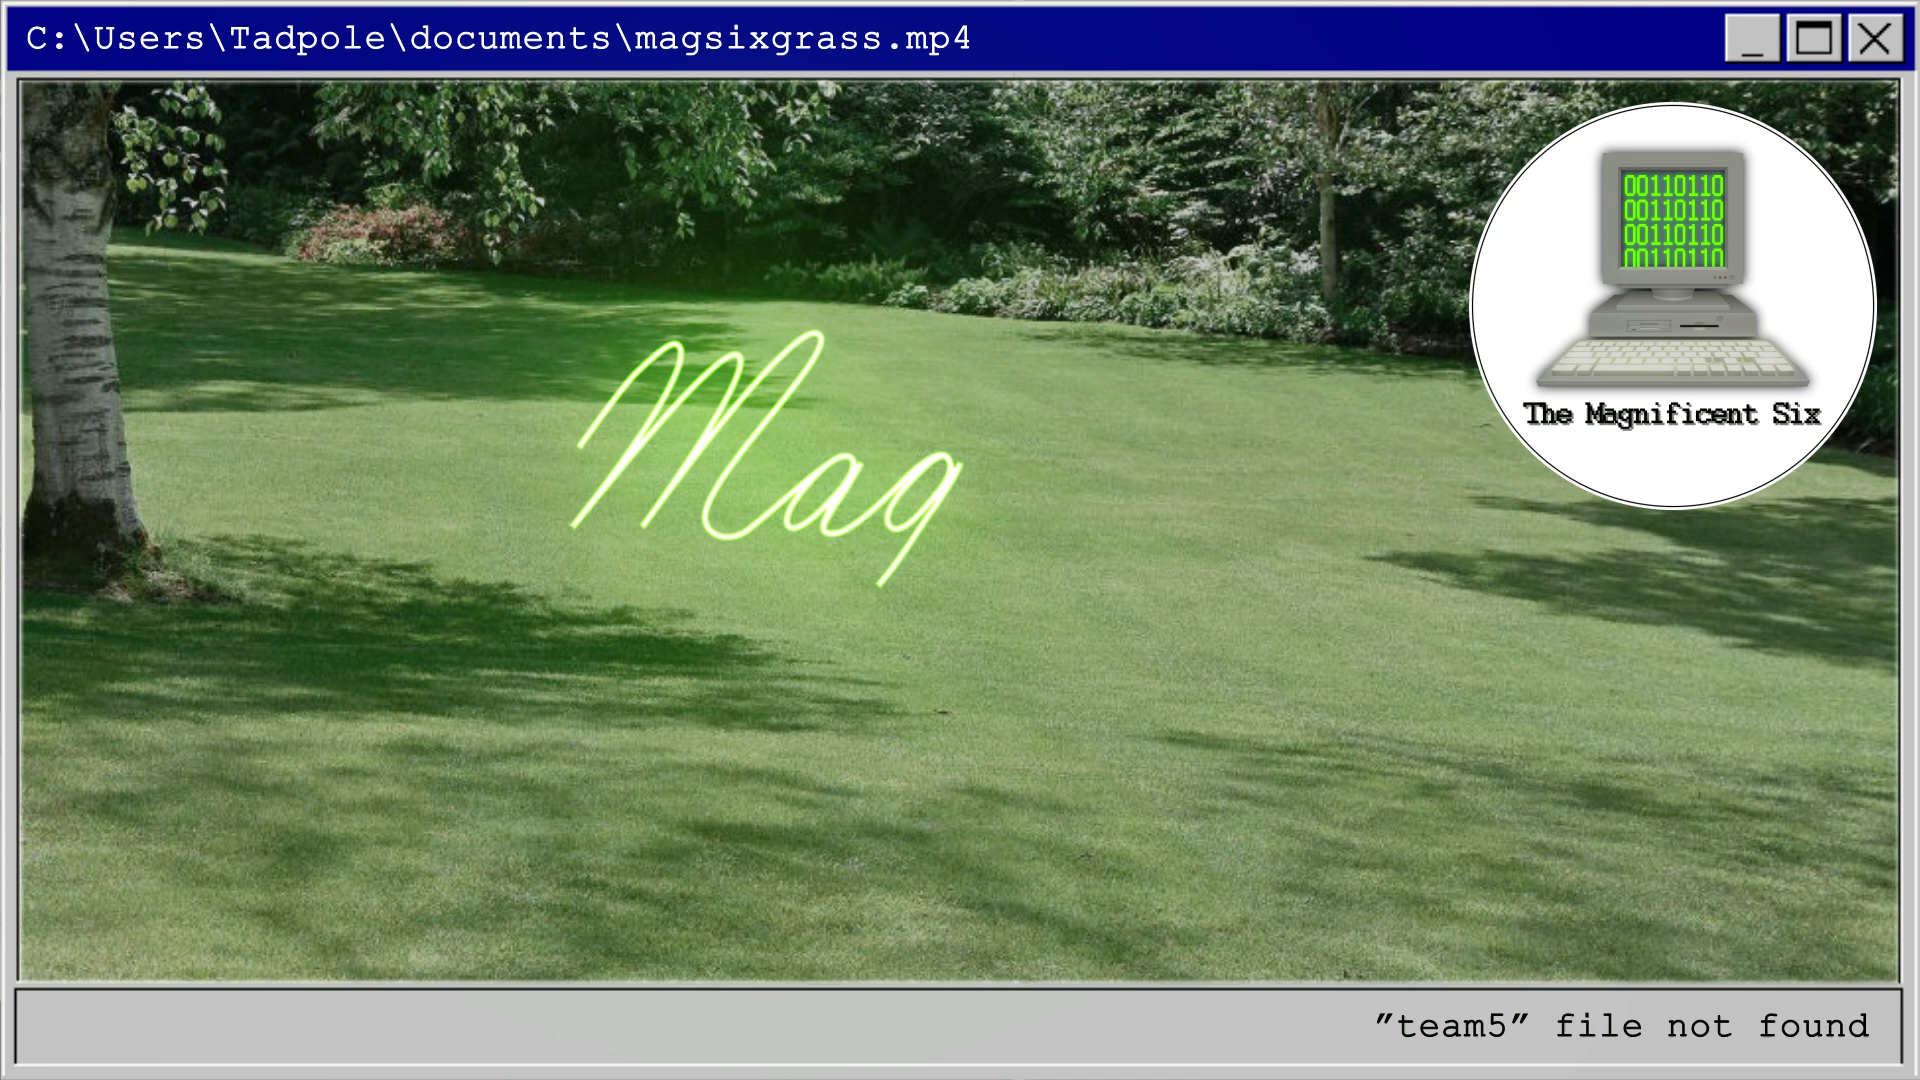 C:\Users\Tadpole\documents\magsixgrass.mp4
00110110
00110110
00110110
00110110
The Magnificent Six
Mag
"team5" file not found